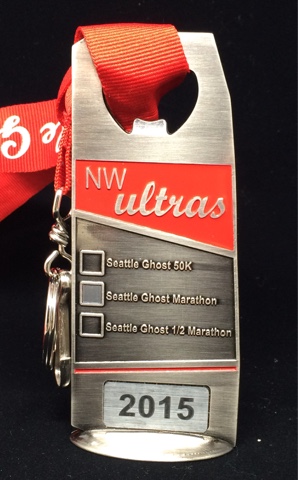 NW
ultras
Seattle Ghost 50K
Seattle Ghost Marathon
Seattle Ghost 1/2 Marathon
2015